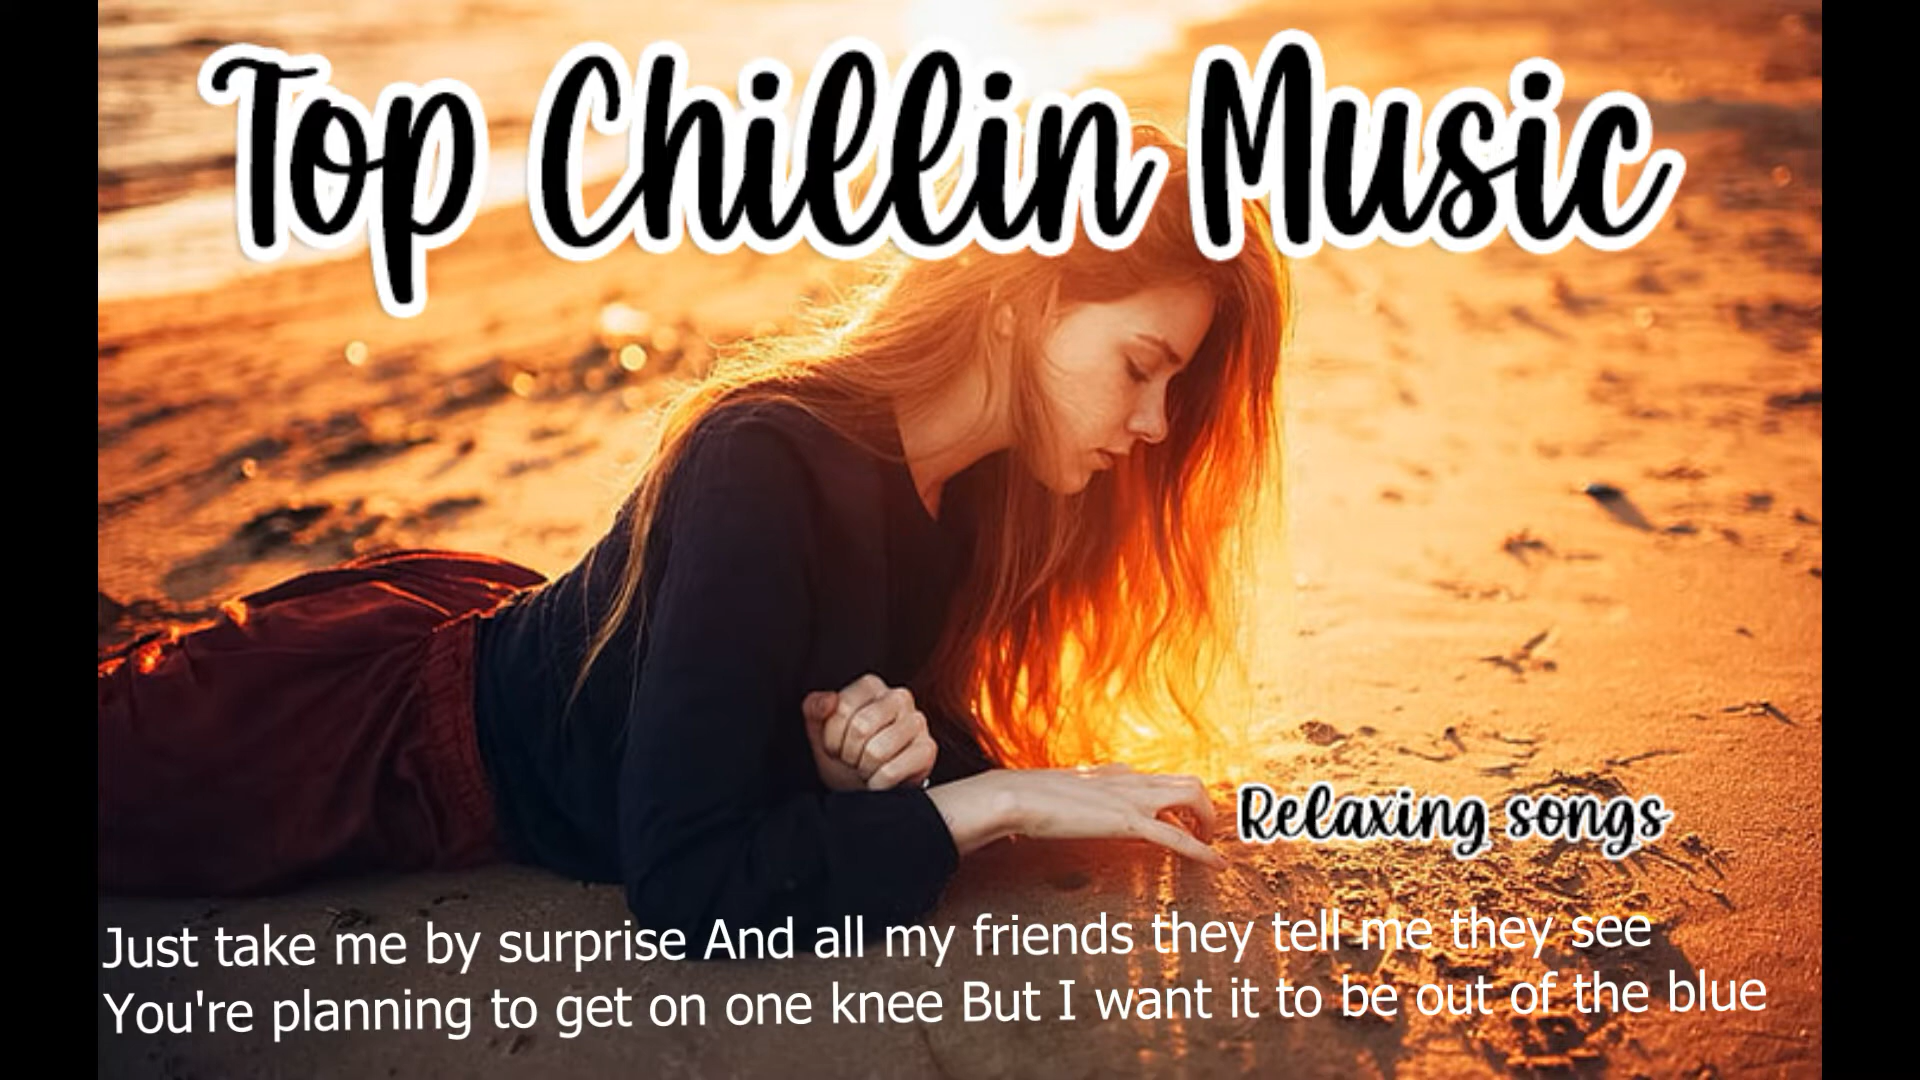 Top Chillin Music
Relaxing songs
Just take me by surprise And all my friends they tell me they see
You're planning to get on one knee But I want it to be out of the blue